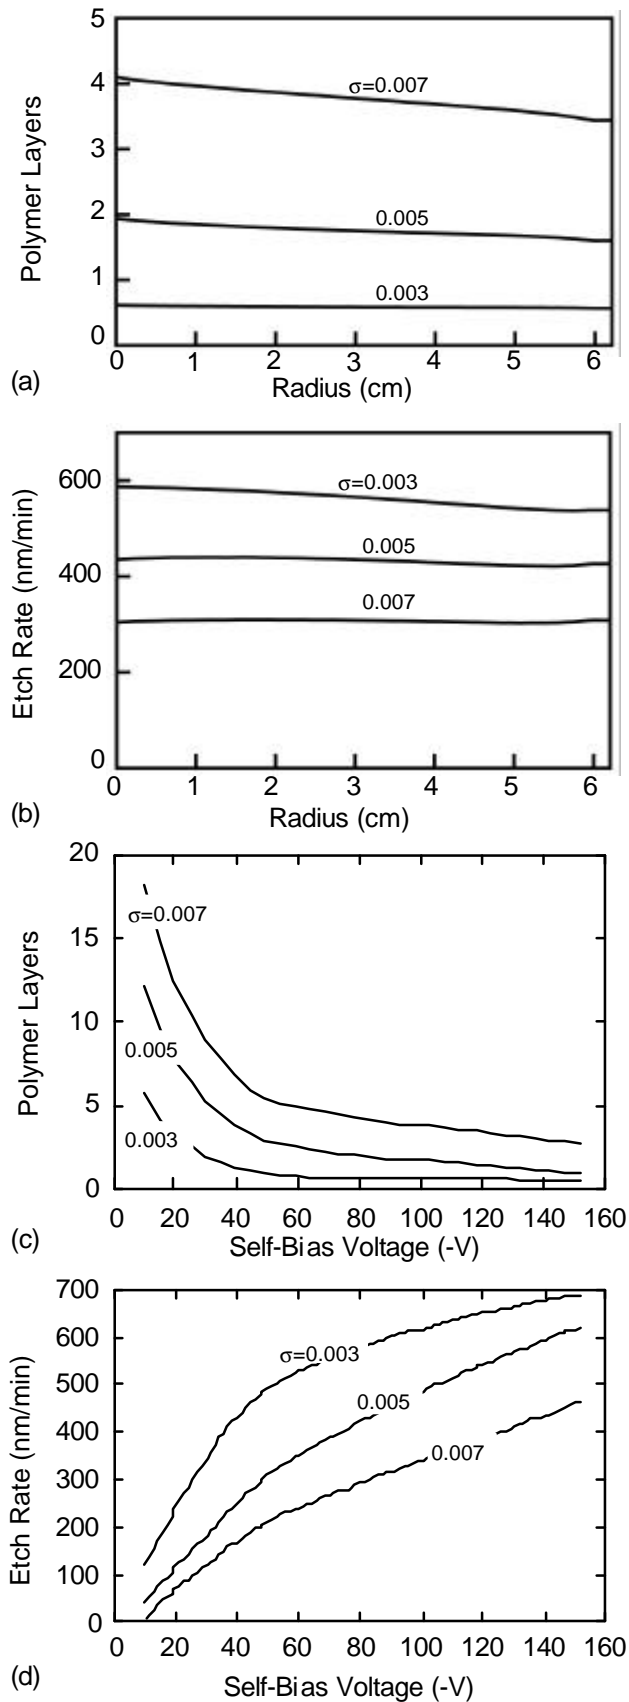 5
4
3
2
1
0
Polymer Layers
σ=0.007
0.005
0.003
0 1 2 3 4 5 6
Radius (cm)
(a)
600
400
200
0
Etch Rate (nm/min)
σ=0.003
0.005
0.007
0 1 2 3 4 5 6
Radius (cm)
(b)
20
15
10
5
0
Polymer Layers
σ=0.007
0.005
0.003
0 20 40 60 80 100 120 140 160
Self-Bias Voltage (-V)
(c)
700
600
500
400
300
200
100
0
Etch Rate (nm/min)
σ=0.003
0.005
0.007
0 20 40 60 80 100 120 140 160
Self-Bias Voltage (-V)
(d)